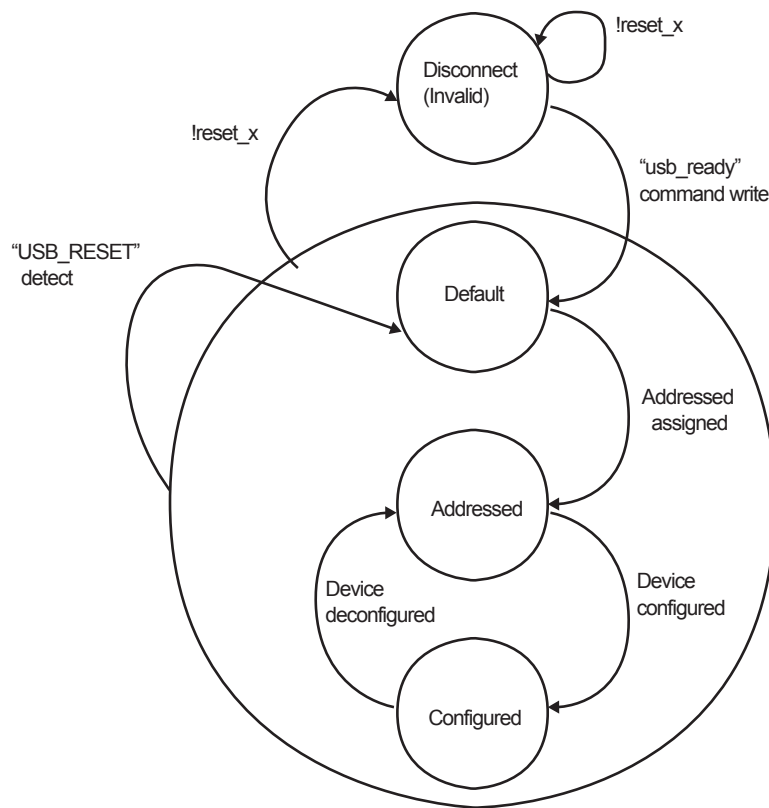 !reset_x
Disconnect
(Invalid)
!reset_x
“usb_ready”
command write
“USB_RESET”
detect
Default
Addressed
assigned
Addressed
Device
deconfigured
Device
configured
Configured